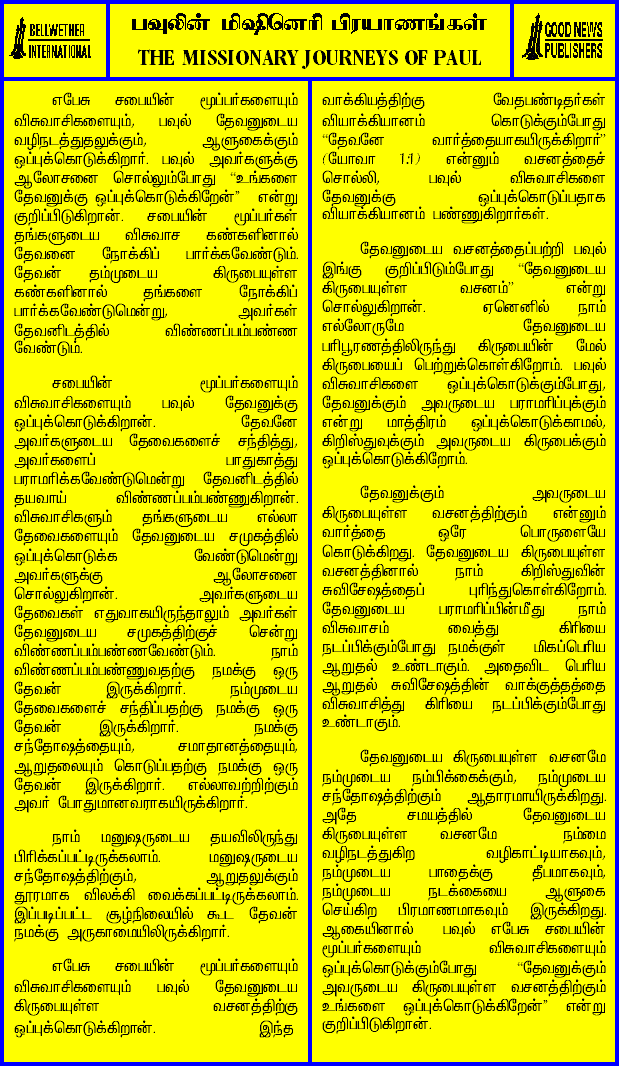 BELLWETHER
INTERNATIONAL
பவுலின் மிஷினெரி பிரயாணங்கள்
THE MISSIONARY JOURNEYS OF PAUL
GOOD NEWS
PUBLISHERS
எபேசு சபையின் மூப்பர்களையும்
விசுவாசிகளையும், பவுல் தேவனுடைய
வழிநடத்துதலுக்கும், ஆளுகைக்கும்
ஒப்புக்கொடுக்கிறார். பவுல் அவர்களுக்கு
ஆலோசனை சொல்லும்போது “உங்களை
தேவனுக்கு ஒப்புக்கொடுக்கிறேன்” என்று
குறிப்பிடுகிறான். சபையின் மூப்பர்கள்
தங்களுடைய விசுவாச கண்களினால்
தேவனை நோக்கிப் பார்க்கவேண்டும்.
தேவன் தம்முடைய கிருபையுள்ள
கண்களினால் தங்களை நோக்கிப்
பார்க்கவேண்டுமென்று, அவர்கள்
தேவனிடத்தில் விண்ணப்பம்பண்ண
வேண்டும்.
சபையின் மூப்பர்களையும்
விசுவாசிகளையும் பவுல் தேவனுக்கு
ஒப்புக்கொடுக்கிறான். தேவனே
அவர்களுடைய தேவைகளைச் சந்தித்து,
அவர்களைப் பாதுகாத்து
பராமரிக்கவேண்டுமென்று தேவனிடத்தில்
தயவாய் விண்ணப்பம்பண்ணுகிறான்.
விசுவாசிகளும் தங்களுடைய எல்லா
தேவைகளையும் தேவனுடைய சமுகத்தில்
ஒப்புக்கொடுக்க வேண்டுமென்று
அவர்களுக்கு ஆலோசனை
சொல்லுகிறான். அவர்களுடைய
தேவைகள் எதுவாகயிருந்தாலும் அவர்கள்
தேவனுடைய சமுகத்திற்குச் சென்று
விண்ணப்பம்பண்ணவேண்டும். நாம்
விண்ணப்பம்பண்ணுவதற்கு நமக்கு ஒரு
தேவன் இருக்கிறார். நம்முடைய
தேவைகளைச் சந்திப்பதற்கு நமக்கு ஒரு
தேவன் இருக்கிறார். நமக்கு
சந்தோஷத்தையும், சமாதானத்தையும்,
ஆறுதலையும் கொடுப்பதற்கு நமக்கு ஒரு
தேவன் இருக்கிறார். எல்லாவற்றிற்கும்
அவர் போதுமானவராகயிருக்கிறார்.
நாம் மனுஷருடைய தயவிலிருந்து
பிரிக்கப்பட்டிருக்கலாம். மனுஷருடைய
சந்தோஷத்திற்கும், ஆறுதலுக்கும்
தூரமாக விலக்கி வைக்கப்பட்டிருக்கலாம்.
இப்படிப்பட்ட சூழ்நிலையில் கூட தேவன்
நமக்கு அருகாமையிலிருக்கிறார்.
எபேசு சபையின் மூப்பர்களையும்
விசுவாசிகளையும் பவுல் தேவனுடைய
கிருபையுள்ள வசனத்திற்கு
ஒப்புக்கொடுக்கிறான். இந்த
வாக்கியத்திற்கு வேதபண்டிதர்கள்
வியாக்கியானம் கொடுக்கும்போது
“தேவனே வார்த்தையாகயிருக்கிறார்”
(யோவா 1:1) என்னும் வசனத்தைச்
சொல்லி, பவுல் விசுவாசிகளை
தேவனுக்கு ஒப்புக்கொடுப்பதாக
வியாக்கியானம் பண்ணுகிறார்கள்.
தேவனுடைய வசனத்தைப்பற்றி பவுல்
இங்கு குறிப்பிடும்போது “தேவனுடைய
கிருபையுள்ள வசனம்” என்று
சொல்லுகிறான். ஏனெனில் நாம்
எல்லோருமே தேவனுடைய
பரிபூரணத்திலிருந்து கிருபையின் மேல்
கிருபையைப் பெற்றுக்கொள்கிறோம். பவுல்
விசுவாசிகளை ஒப்புக்கொடுக்கும்போது,
தேவனுக்கும் அவருடைய பராமரிப்புக்கும்
என்று மாத்திரம் ஒப்புக்கொடுக்காமல்,
கிறிஸ்துவுக்கும் அவருடைய கிருபைக்கும்
ஒப்புக்கொடுக்கிறோம்.
தேவனுக்கும் அவருடைய
கிருபையுள்ள வசனத்திற்கும் என்னும்
வார்த்தை ஒரே பொருளையே
கொடுக்கிறது. தேவனுடைய கிருபையுள்ள
வசனத்தினால் நாம் கிறிஸ்துவின்
சுவிசேஷத்தைப் புரிந்துகொள்கிறோம்.
தேவனுடைய பராமரிப்பின்மீது நாம்
விசுவாசம் வைத்து கிரியை
நடப்பிக்கும்போது நமக்குள் மிகப்பெரிய
ஆறுதல் உண்டாகும். அதைவிட பெரிய
ஆறுதல் சுவிசேஷத்தின் வாக்குத்தத்தை
விசுவாசித்து கிரியை நடப்பிக்கும்போது
உண்டாகும்.
தேவனுடைய கிருபையுள்ள வசனமே
நம்முடைய நம்பிக்கைக்கும், நம்முடைய
சந்தோஷத்திற்கும் ஆதாரமாயிருக்கிறது.
அதே சமயத்தில் தேவனுடைய
கிருபையுள்ள வசனமே நம்மை
வழிநடத்துகிற வழிகாட்டியாகவும்,
நம்முடைய பாதைக்கு தீபமாகவும்,
நம்முடைய நடக்கையை ஆளுகை
செய்கிற பிரமாணமாகவும் இருக்கிறது.
ஆகையினால் பவுல் எபேசு சபையின்
மூப்பர்களையும் விசுவாசிகளையும்
ஒப்புக்கொடுக்கும்போது “தேவனுக்கும்
அவருடைய கிருபையுள்ள வசனத்திற்கும்
உங்களை ஒப்புக்கொடுக்கிறேன்” என்று
குறிப்பிடுகிறான்.